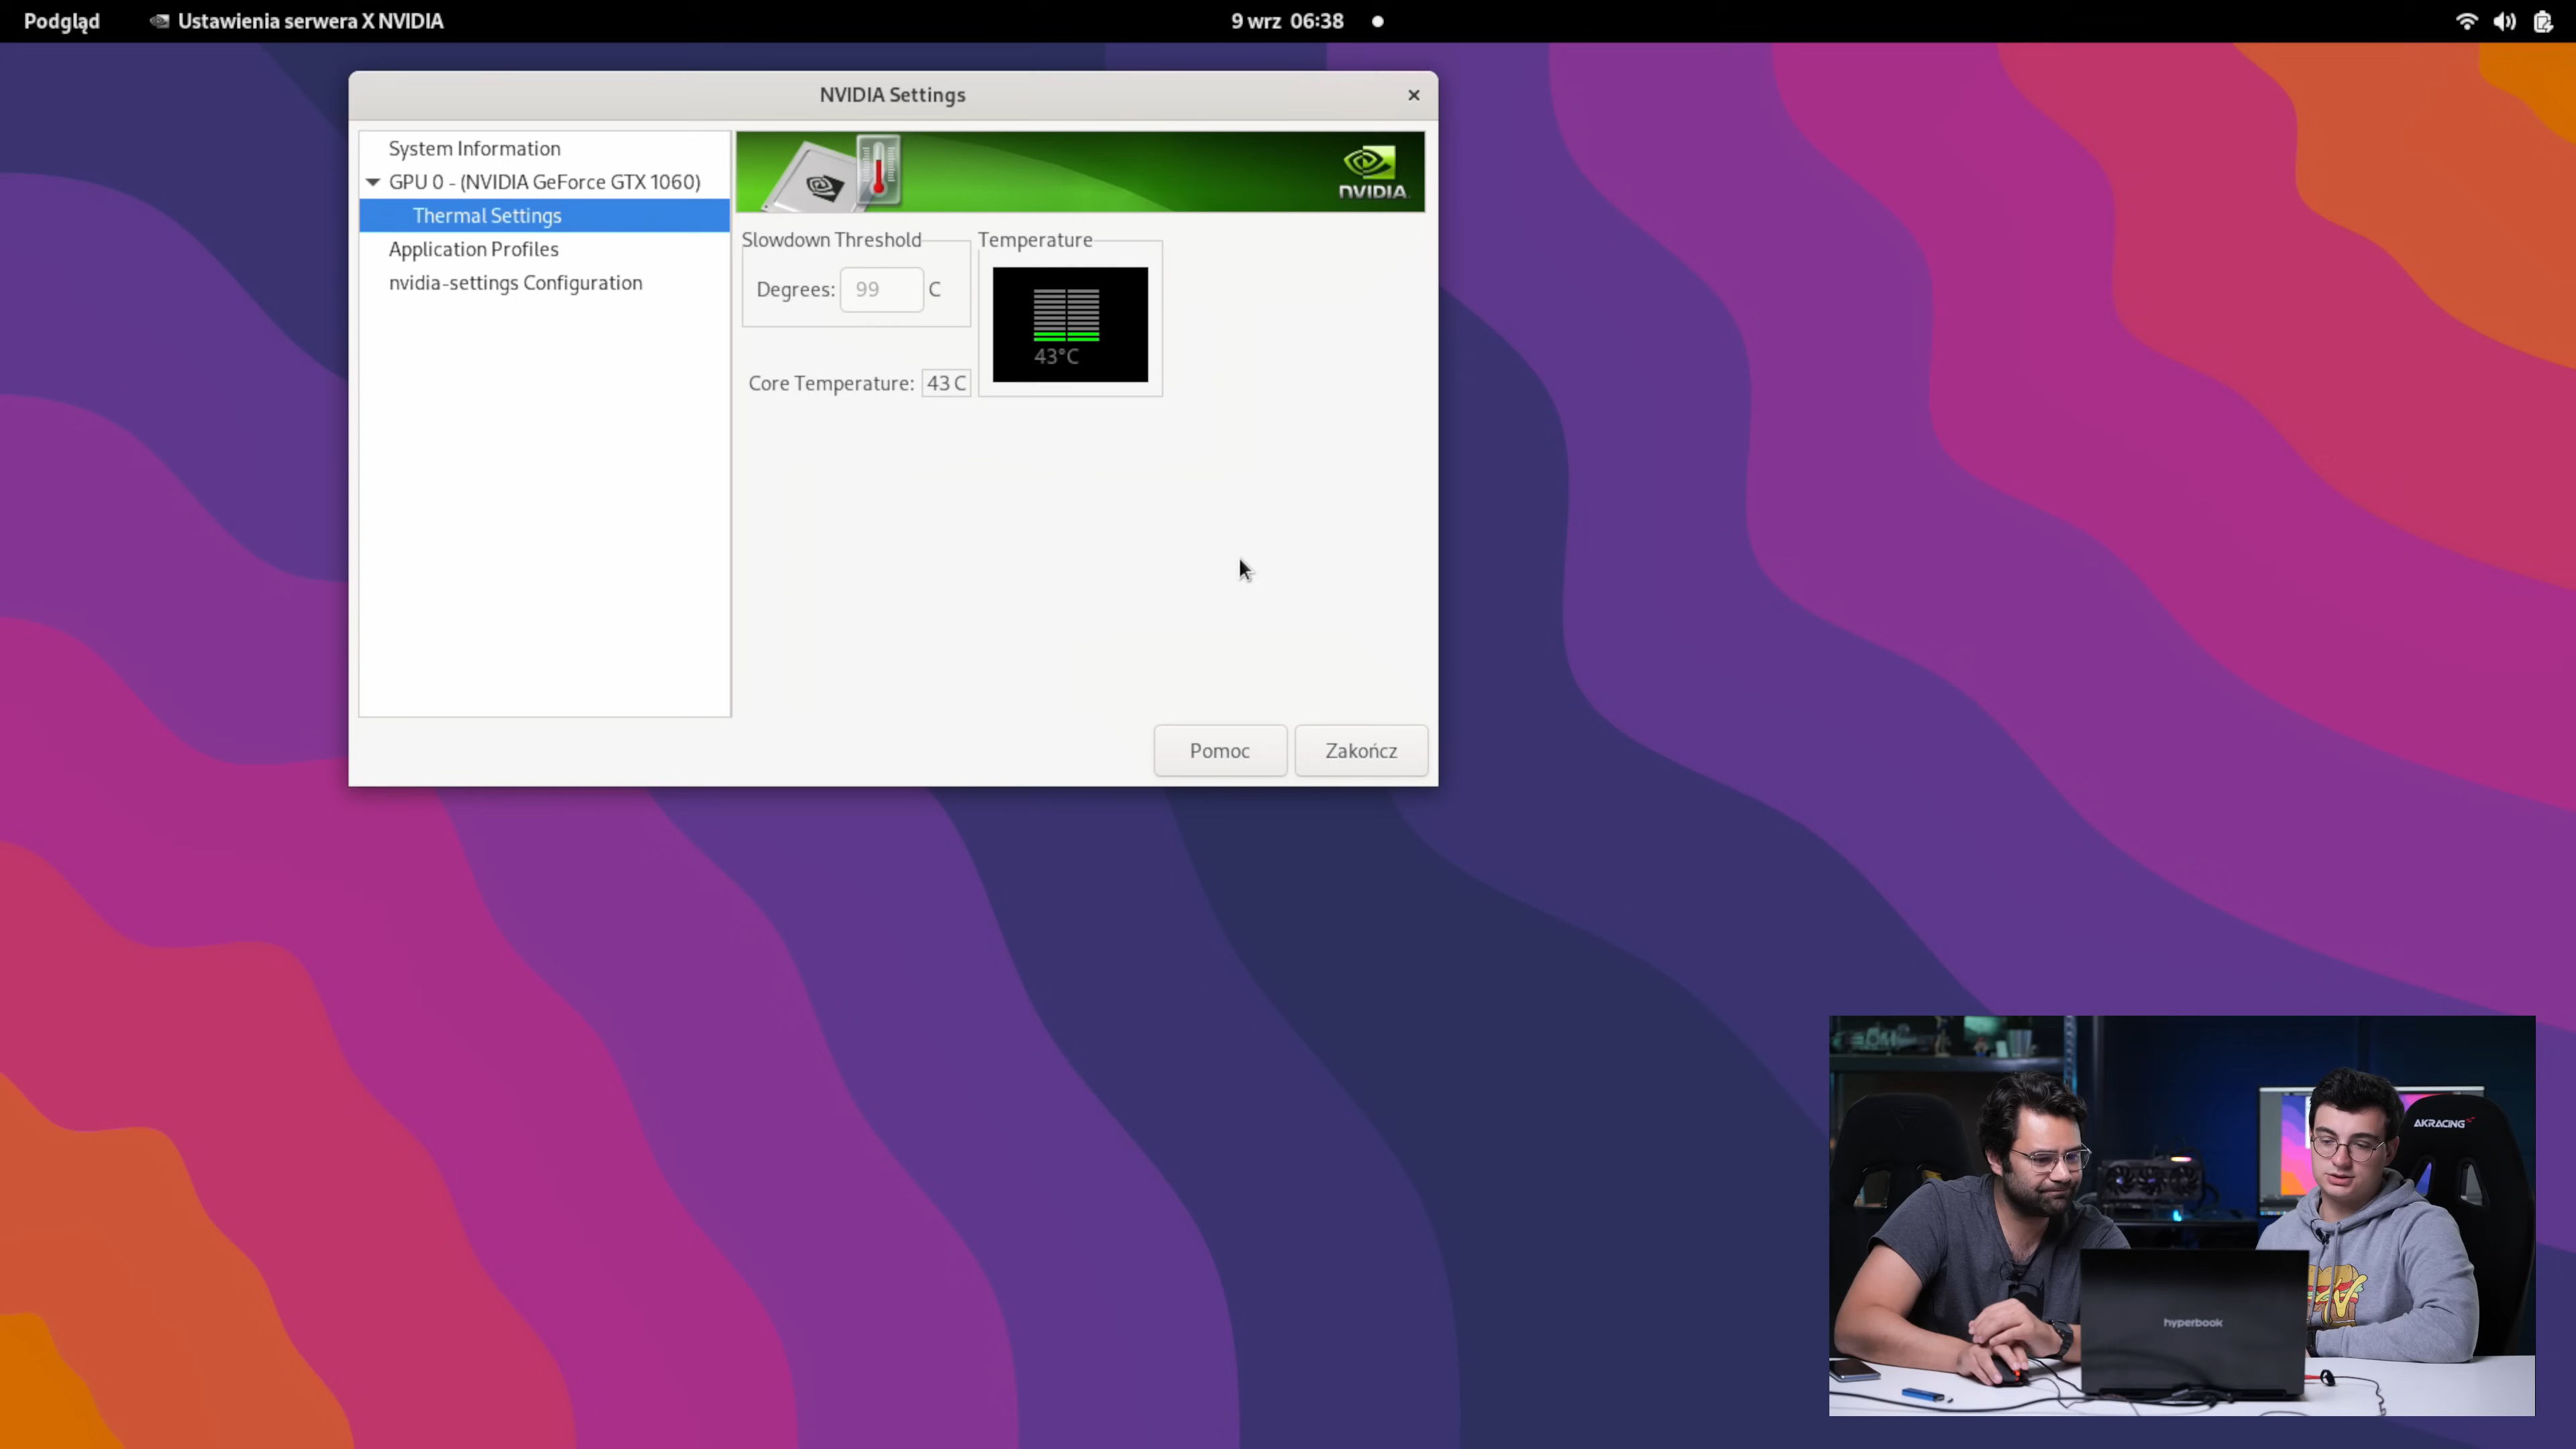 Podgląd
Ustawienia serwera X NVIDIA
9 wrz 06:38
NVIDIA Settings
System Information
GPU 0 - (NVIDIA GeForce GTX 1060)
Thermal Settings
Application Profiles
nvidia-settings Configuration
NVIDIA
Slowdown Threshold
Degrees: 99 C
Core Temperature: 43 C
Temperature
43°C
Pomoc
Zakończ
AKRACING
hyperbook